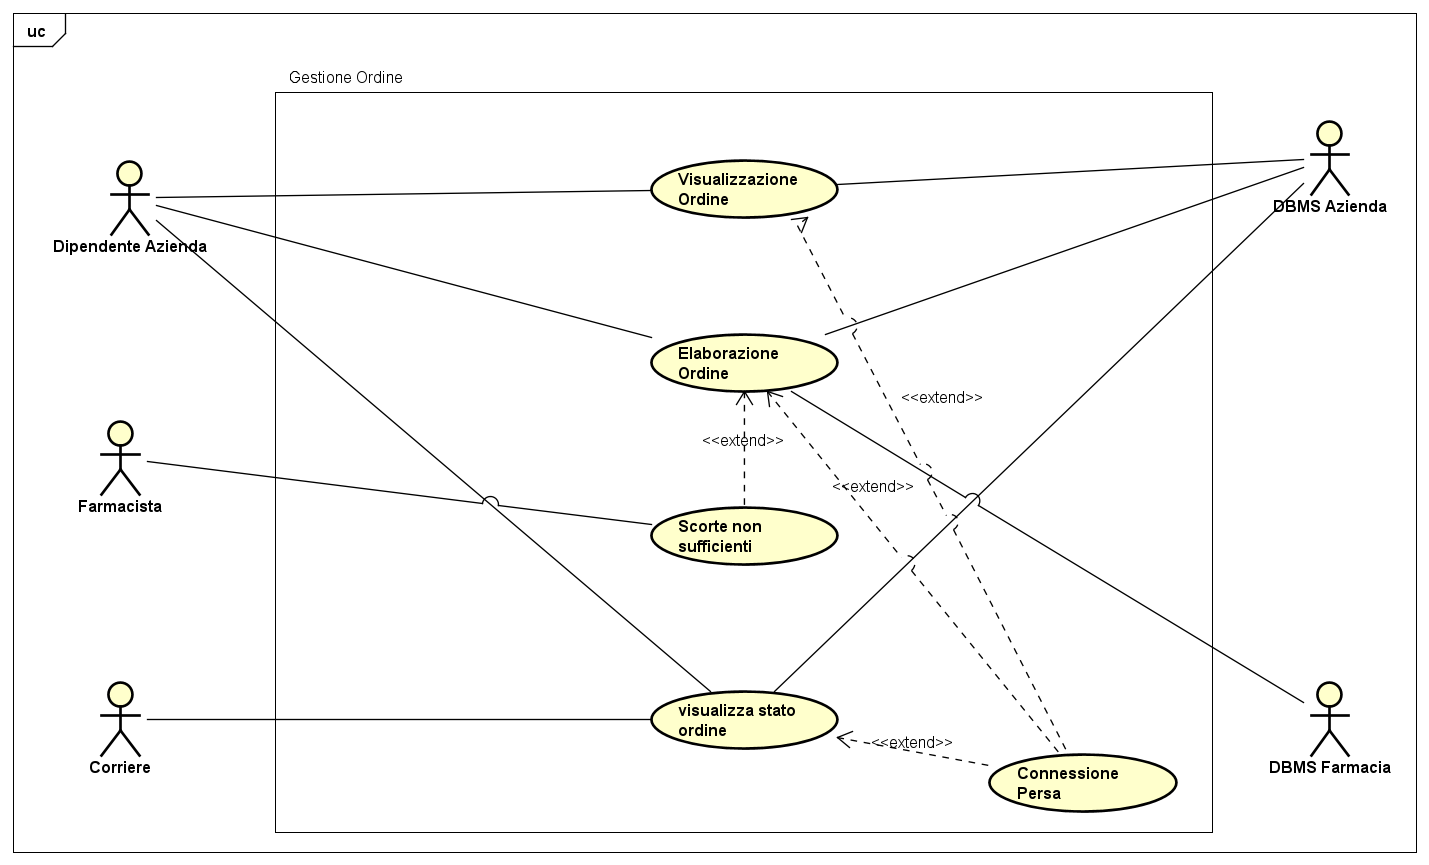 uc
Gestione Ordine
Visualizzazione
Ordine
DBMS Azienda
Dipendente Azienda
Elaborazione
Ordine
<<extend>>
<<extend>>
<<extend>>
Farmacista
Scorte non
sufficienti
visualizza stato
ordine
<<extend>>
Corriere
Connessione
Persa
DBMS Farmacia